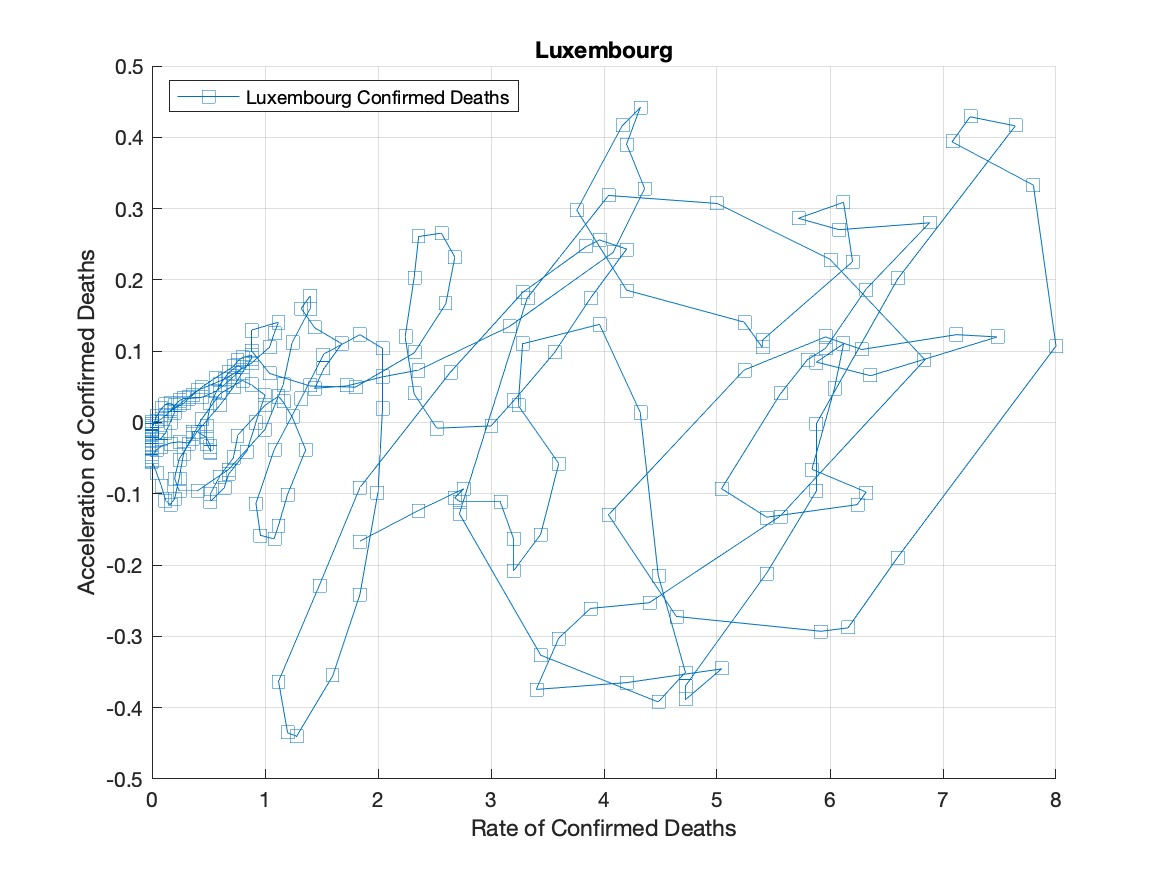 Luxembourg
Luxembourg Confirmed Deaths
Acceleration of Confirmed Deaths
0.5
0.4
0.3
0.2
0.1
0
-0.1
-0.2
-0.3
-0.4
-0.5
0 1 2 3 4 5 6 7 8
Rate of Confirmed Deaths